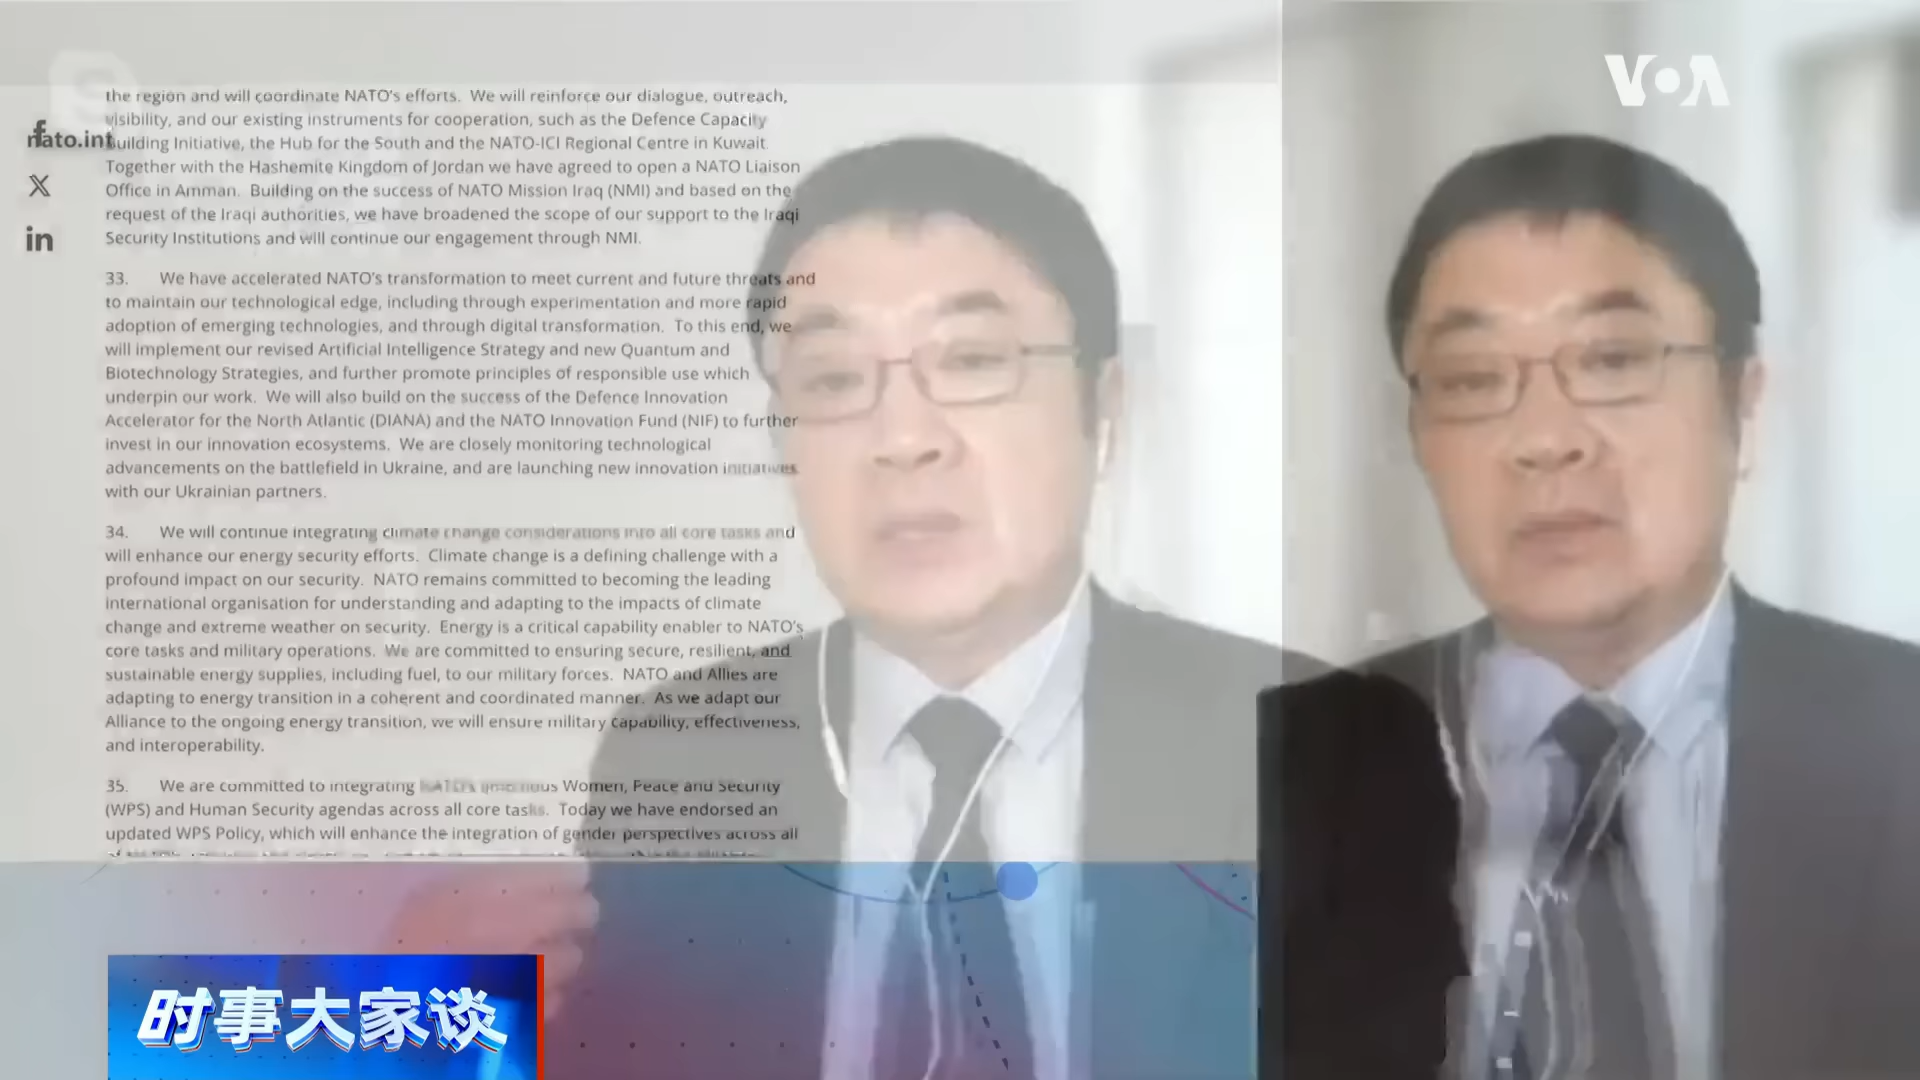 VOA
nato.int
the region and will coordinate NATO's efforts. We will reinforce our dialogue, outreach,
visibility, and our existing instruments for cooperation, such as the Defence Capacity
Building Initiative, the Hub for the South and the NATO-ICI Regional Centre in Kuwait.
Together with the Hashemite Kingdom of Jordan we have agreed to open a NATO Liaison
Office in Amman. Building on the success of NATO Mission Iraq (NMI) and based on the
request of the Iraqi authorities, we have broadened the scope of our support to the Iraqi
Security Institutions and will continue our engagement through NMI.
33. We have accelerated NATO's transformation to meet current and future threats and
to maintain our technological edge, including through experimentation and more rapid
adoption of emerging technologies, and through digital transformation. To this end, we
will implement our revised Artificial Intelligence Strategy and new Quantum and
Biotechnology Strategies, and further promote principles of responsible use which
underpin our work. We will also build on the success of the Defence Innovation
Accelerator for the North Atlantic (DIANA) and the NATO Innovation Fund (NIF) to further
invest in our innovation ecosystems. We are closely monitoring technological
advancements on the battlefield in Ukraine, and are launching new innovation initiatives
with our Ukrainian partners.
34. We will continue integrating climate change considerations into all core tasks and
will enhance our energy security efforts. Climate change is a defining challenge with a
profound impact on our security. NATO remains committed to becoming the leading
international organisation for understanding and adapting to the impacts of climate
change and extreme weather on security. Energy is a critical capability enabler to NATO's
core tasks and military operations. We are committed to ensuring secure, resilient, and
sustainable energy supplies, including fuel, to our military forces. NATO and Allies are
adapting to energy transition in a coherent and coordinated manner. As we adapt our
Alliance to the ongoing energy transition, we will ensure military capability, effectiveness,
and interoperability.
35. We are committed to integrating Women, Peace and Security
(WPS) and Human Security agendas across all core tasks. Today we have endorsed an
updated WPS Policy, which will enhance the integration of gender perspectives across all
时事大家谈